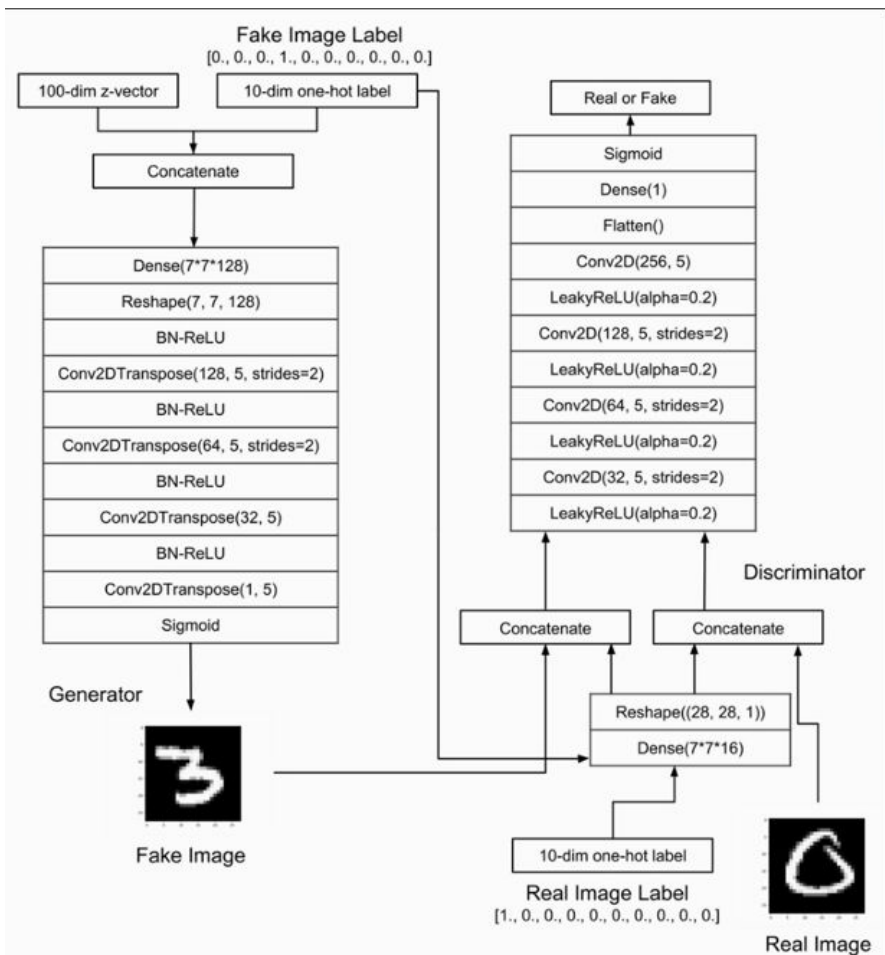 Fake Image Label
[0., 0., 0., 1., 0., 0., 0., 0., 0., 0.]
100-dim z-vector
10-dim one-hot label
Concatenate
Dense(7*7*128)
Reshape(7, 7, 128)
BN-ReLU
Conv2DTranspose(128, 5, strides=2)
BN-ReLU
Conv2DTranspose(64, 5, strides=2)
BN-ReLU
Conv2DTranspose(32, 5)
BN-ReLU
Conv2DTranspose(1, 5)
Sigmoid
Generator
3
Fake Image
Real or Fake
Sigmoid
Dense(1)
Flatten()
Conv2D(256, 5)
LeakyReLU(alpha=0.2)
Conv2D(128, 5, strides=2)
LeakyReLU(alpha=0.2)
Conv2D(64, 5, strides=2)
LeakyReLU(alpha=0.2)
Conv2D(32, 5, strides=2)
LeakyReLU(alpha=0.2)
Discriminator
Concatenate
Concatenate
Reshape((28, 28, 1))
Dense(7*7*16)
10-dim one-hot label
Real Image Label
[1., 0., 0., 0., 0., 0., 0., 0., 0., 0.]
0
Real Image